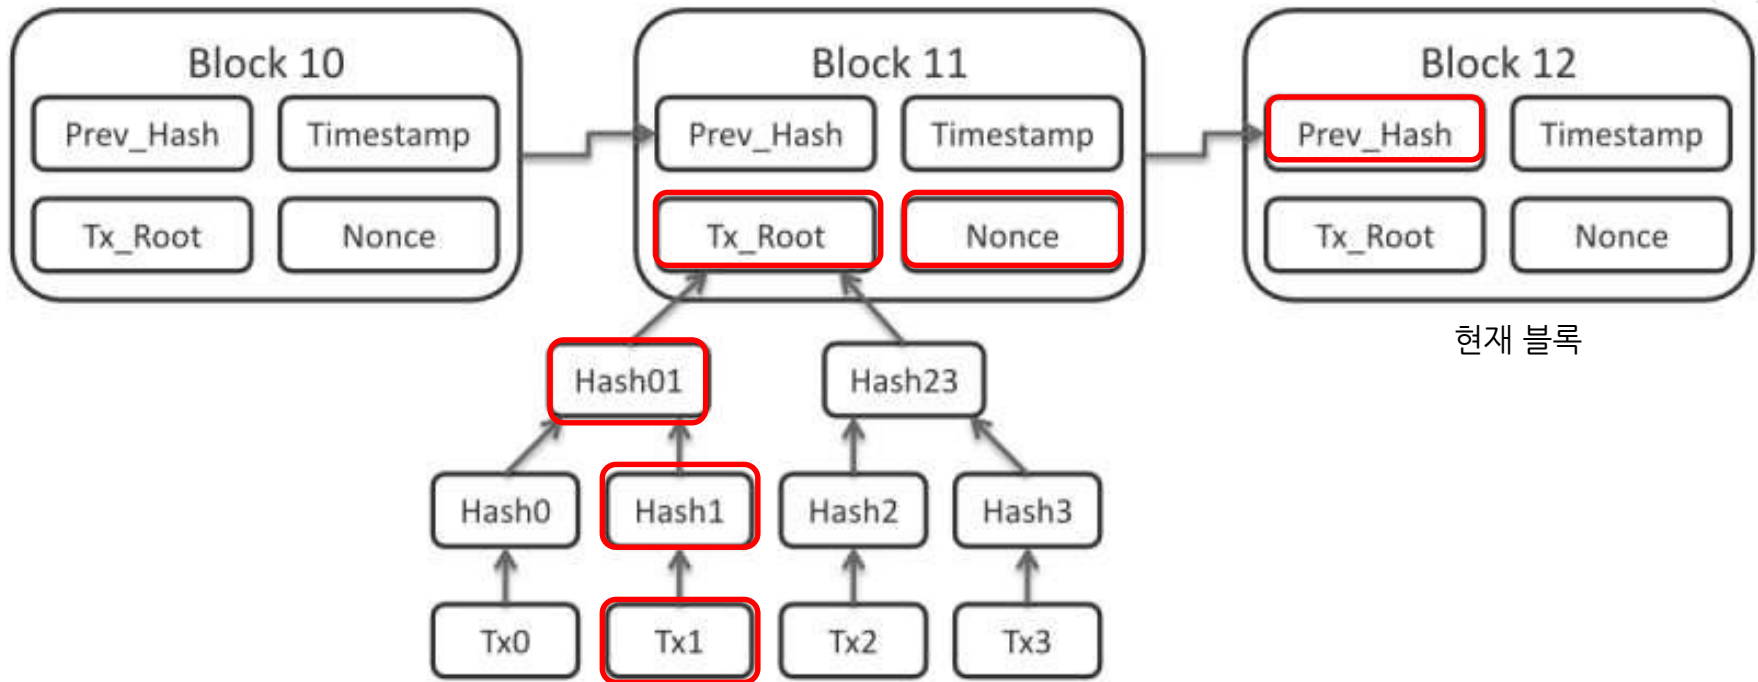 Block 10
Block 11
Block 12
Prev_Hash
Timestamp
Prev_Hash
Timestamp
Prev_Hash
Timestamp
Tx_Root
Nonce
Tx_Root
Nonce
Tx_Root
Nonce
현재 블록
Hash01
Hash23
Hash0
Hash1
Hash2
Hash3
Tx0
Tx1
Tx2
Tx3